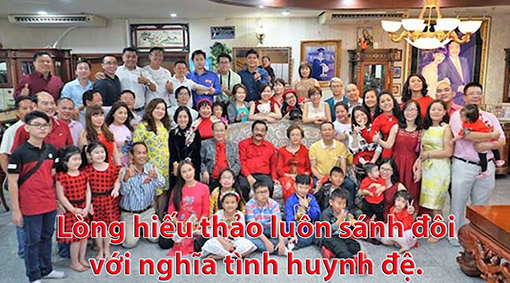 Lòng hiếu thảo luôn sánh đôi
với nghĩa tình huynh đệ.